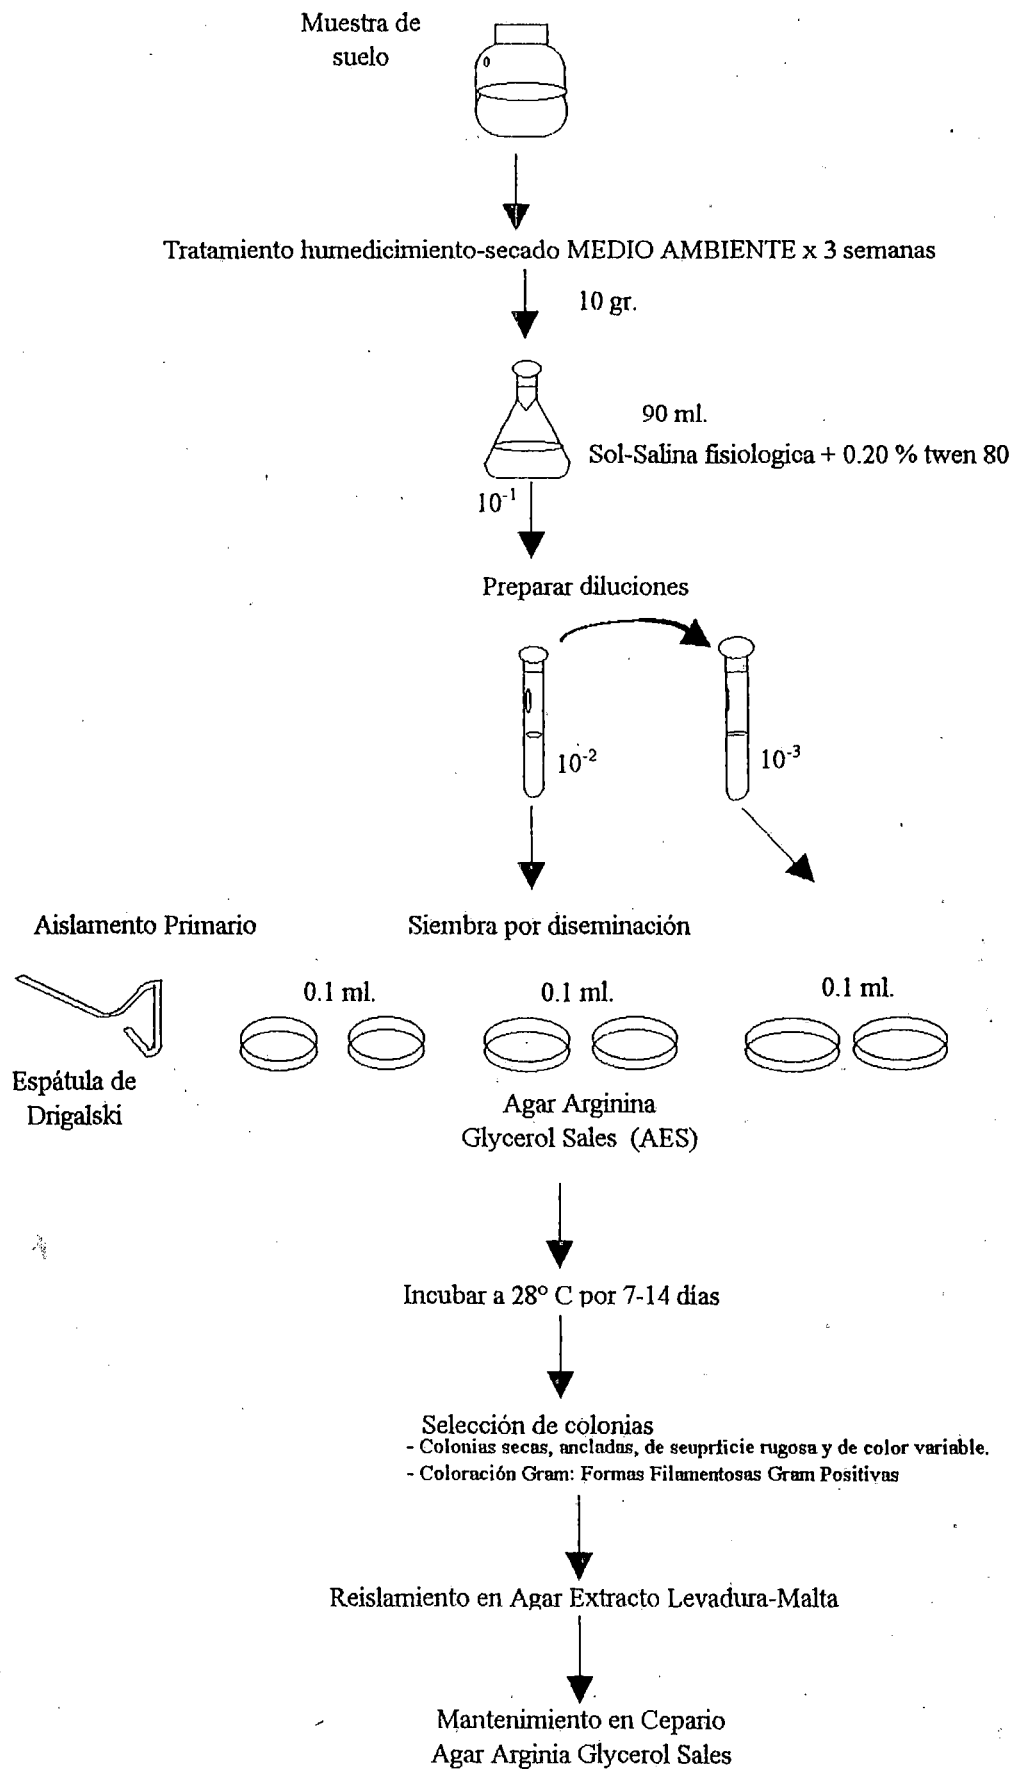 Muestra de
suelo
Tratamiento humedicimiento-secado MEDIO AMBIENTE x 3 semanas
10 gr.
90 ml.
Sol-Salina fisiologica + 0.20 % twen 80
10⁻¹
Preparar diluciones
10⁻²
10⁻³
Aislamento Primario
Siembra por diseminación
0.1 ml.
0.1 ml.
0.1 ml.
Espátula de
Drigalski
Agar Arginina
Glycerol Sales (AES)
Incubar a 28° C por 7-14 días
Selección de colonias
- Colonias secas, ancladas, de seuprficie rugosa y de color variable.
- Coloración Gram: Formas Filamentosas Gram Positivas
Reislamiento en Agar Extracto Levadura-Malta
Mantenimiento en Cepario
Agar Arginia Glycerol Sales